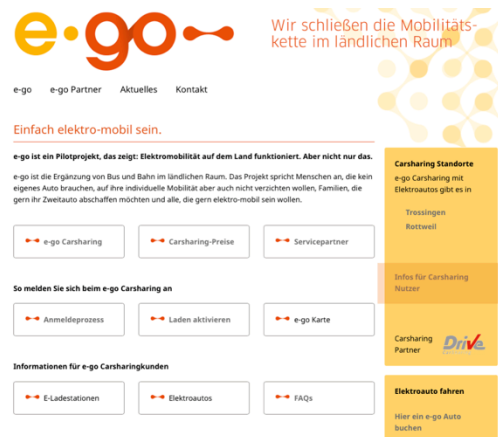 e·go
Wir schließen die Mobilitäts-
kette im ländlichen Raum
e-go e-go Partner Aktuelles Kontakt
Einfach elektro-mobil sein.
e-go ist ein Pilotprojekt, das zeigt: Elektromobilität auf dem Land funktioniert. Aber nicht nur das.
e-go ist die Ergänzung von Bus und Bahn im ländlichen Raum. Das Projekt spricht Menschen an, die kein
eigenes Auto brauchen, auf ihre individuelle Mobilität aber auch nicht verzichten wollen, Familien, die
gern ihr Zweitauto abschaffen möchten und alle, die gern elektro-mobil sein wollen.
e-go Carsharing
Carsharing-Preise
Servicepartner
So melden Sie sich beim e-go Carsharing an
Anmeldeprozess
Laden aktivieren
e-go Karte
Informationen für e-go Carsharingkunden
E-Ladestationen
Elektroautos
FAQs
Carsharing Standorte
e-go Carsharing mit
Elektroautos gibt es in
Trossingen
Rottweil
Infos für Carsharing
Nutzer
Carsharing
Partner
Drive
Elektroauto fahren
Hier ein e-go Auto
buchen